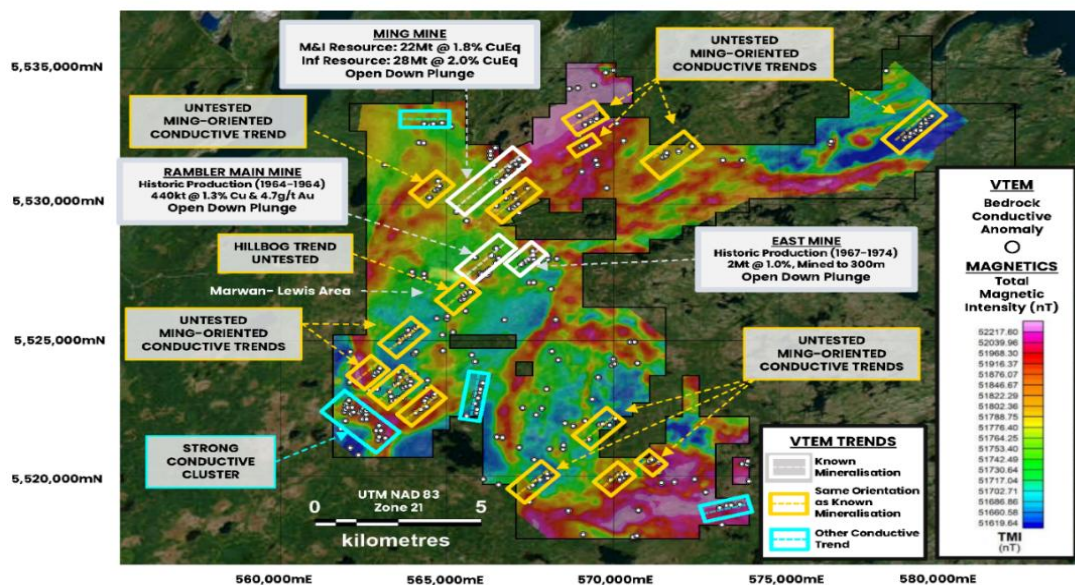 MING MINE
M&I Resource: 22Mt @ 1.8% CuEq
Inf Resource: 28Mt @ 2.0% CuEq
Open Down Plunge
UNTESTED
MING-ORIENTED
CONDUCTIVE TRENDS
5,535,000mN
UNTESTED
MING-ORIENTED
CONDUCTIVE TREND
RAMBLER MAIN MINE
Historic Production (1964-1964)
440kt @ 1.3% Cu & 4.7g/t Au
Open Down Plunge
5,530,000mN
HILLBOG TREND
UNTESTED
EAST MINE
Historic Production (1967-1974)
2Mt @ 1.0%, Mined to 300m
Open Down Plunge
Marwan- Lewis Area
UNTESTED
MING-ORIENTED
CONDUCTIVE TRENDS
5,525,000mN
UNTESTED
MING-ORIENTED
CONDUCTIVE TRENDS
STRONG
CONDUCTIVE
CLUSTER
5,520,000mN
UTM NAD 83
Zone 21
0
5
kilometres
VTEM TRENDS
Known
Mineralisation
Same Orientation
as Known
Mineralisation
Other Conductive
Trend
VTEM
Bedrock
Conductive
Anomaly
MAGNETICS
Total
Magnetic
Intensity (nT)
52217.60
52039.96
51968.30
51916.37
51876.07
51846.67
51822.29
51802.36
51788.75
51776.40
51764.25
51753.40
51742.49
51730.64
51717.04
51702.71
51686.86
51660.58
51619.64
TMI
(nT)
560,000mE
565,000mE
570,000mE
575,000mE
580,000mE